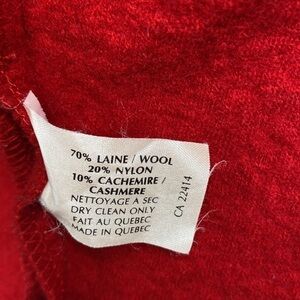 70% LAINE / WOOL
20% NYLON
10% CACHEMIRE /
CASHMERE
NETTOYAGE A SEC
DRY CLEAN ONLY
FAIT AU QUEBEC
MADE IN QUEBEC
CA 22414